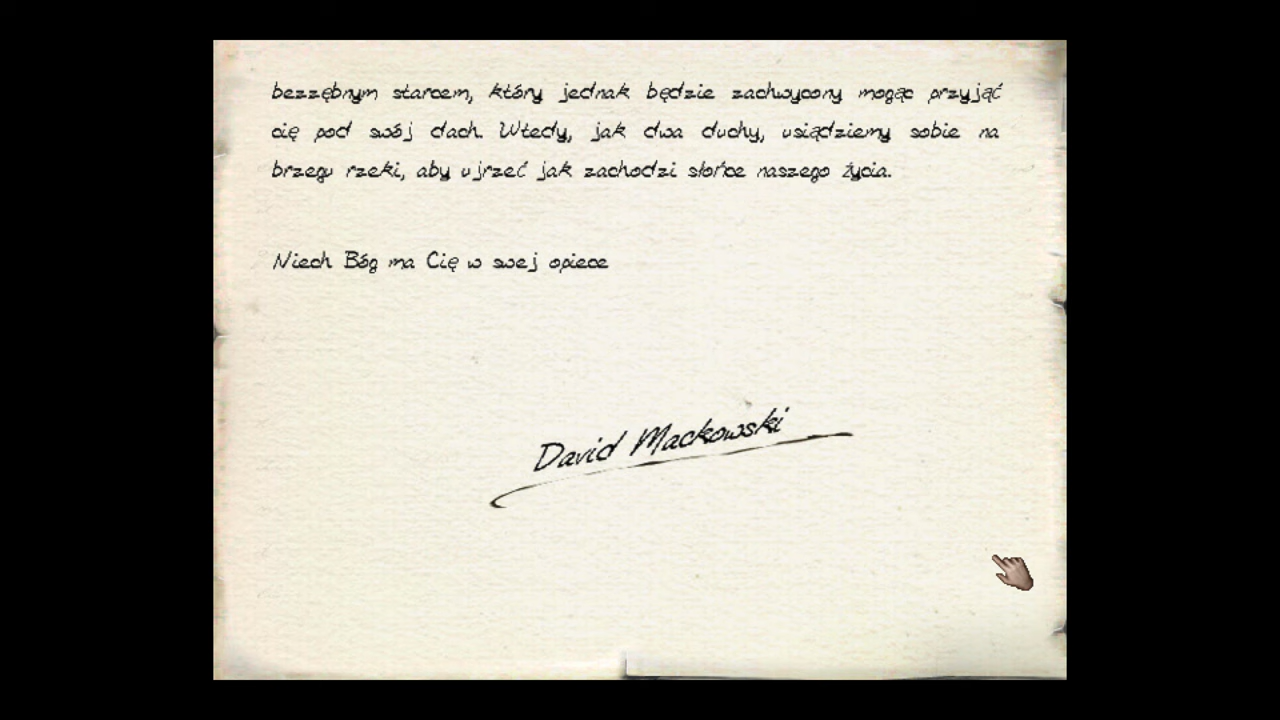 bezzębnym starcem, który jednak będzie zachwycony mogąc przyjąć
cię pod swój dach. Wtedy, jak dwa duchy, usiądziemy sobie na
brzegu rzeki, aby ujrzeć jak zachodzi słońce naszego życia.
Niech Bóg ma Cię w swej opiece
David Mackowski